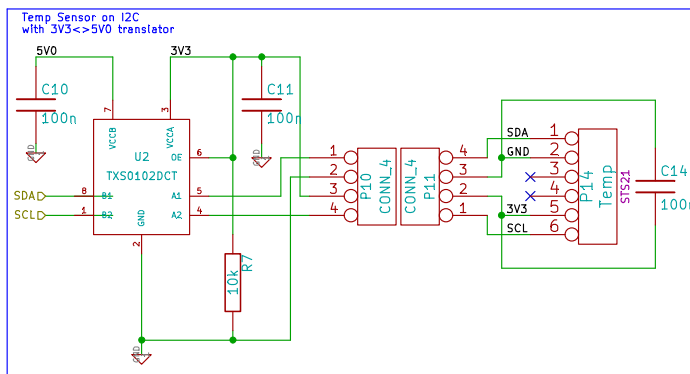 Temp Sensor on I2C
with 3V3<>5V0 translator
5V0
3V3
C10
100n
GND
7
VCCB
3
VCCA
U2
TXS0102DCT
OE
6
SDA
8
B1
A1
5
SCL
1
B2
A2
4
GND
2
GND
C11
100n
GND
10k
R7
1
2
3
4
P10
CONN_4
CONN_4
P11
4
3
2
1
SDA
GND
3V3
SCL
1
2
3
4
5
6
P14
Temp
STS21
C14
100n